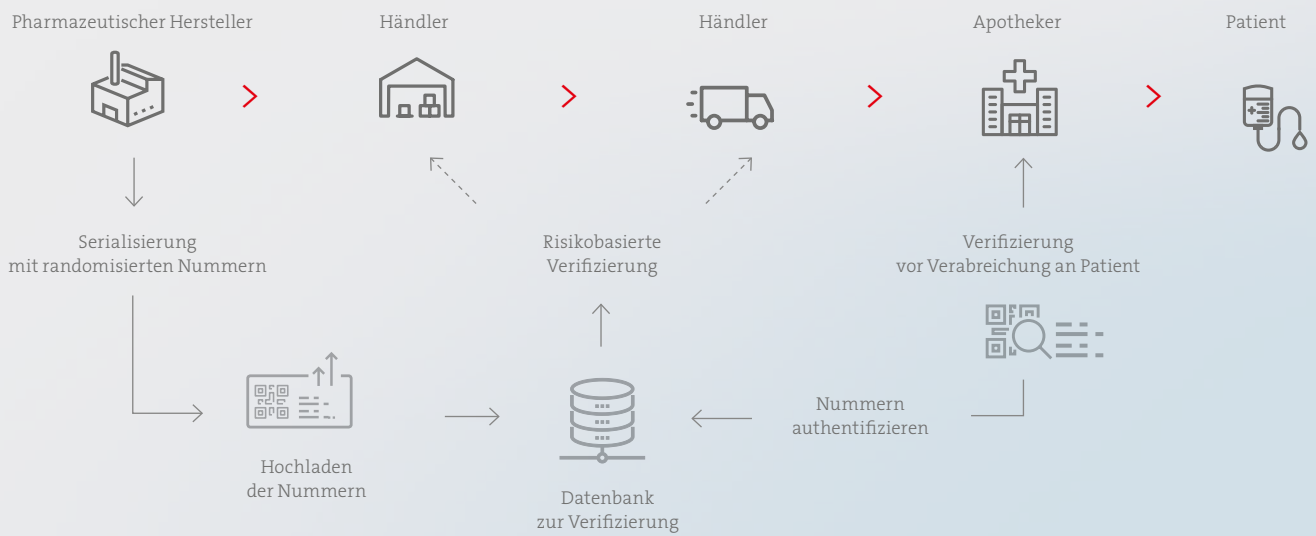 Pharmazeutischer Hersteller
Händler
Händler
Apotheker
Patient
Serialisierung
mit randomisierten Nummern
Risikobasierte
Verifizierung
Verifizierung
vor Verabreichung an Patient
Hochladen
der Nummern
Datenbank
zur Verifizierung
Nummern
authentifizieren